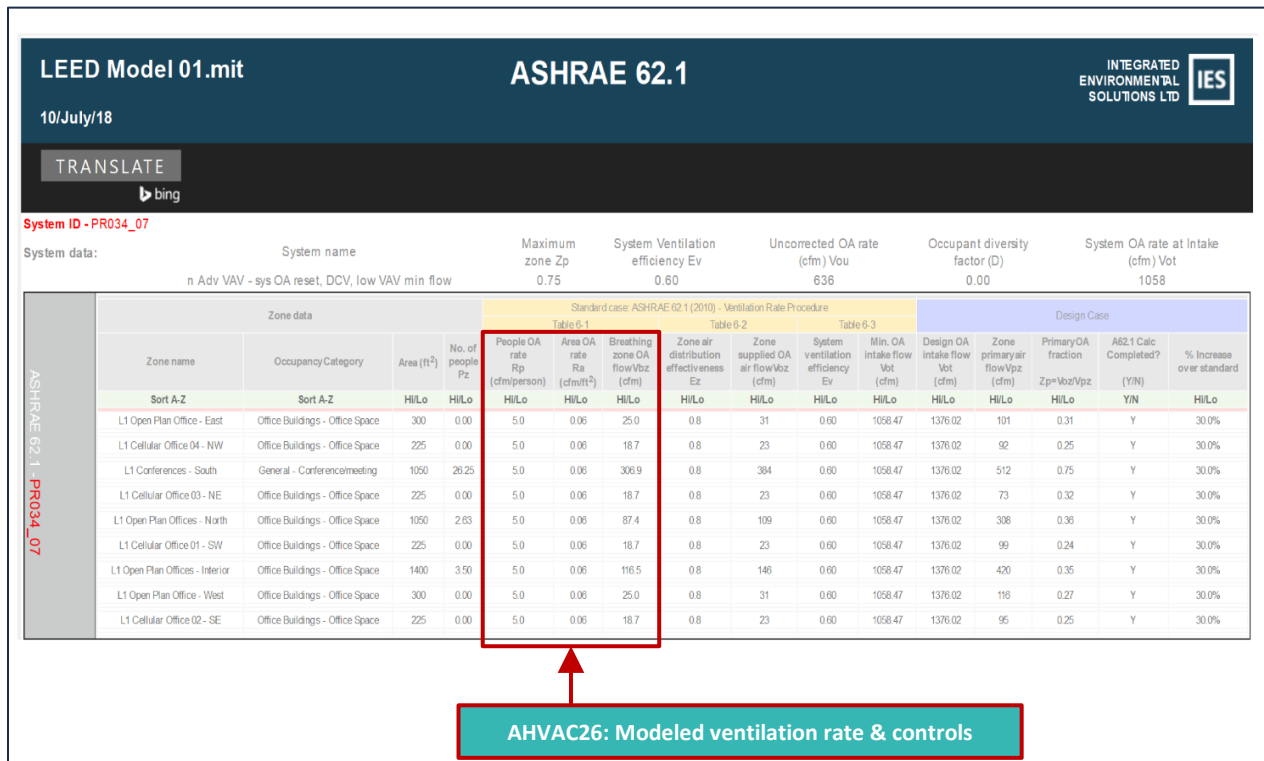 LEED Model 01.mit
ASHRAE 62.1
INTEGRATED
ENVIRONMENTAL
SOLUTIONS LTD
IES
10/July/18
TRANSLATE
bing
System ID - PR034_07
System data:
System name
Maximum zone Zp
System Ventilation efficiency Ev
Uncorrected OA rate (cfm) Vou
Occupant diversity factor (D)
System OA rate at Intake (cfm) Vot
n Adv VAV - sys OA reset, DCV, low VAV min flow 0.75 0.60 636 0.00 1058
ASHRAE 62.1 - PR034_07
Zone data
Standard case: ASHRAE 62.1 (2010) - Ventilation Rate Procedure
Design Case
Table 6-1 Table 6-2 Table 6-3
Zone name
Occupancy Category
Area (ft²)
No. of people Pz
People OA rate Rp (cfm/person)
Area OA rate Ra (cfm/ft²)
Breathing zone OA flow Vbz (cfm)
Zone air distribution effectiveness Ez
Zone supplied OA air flow Voz (cfm)
System ventilation efficiency Ev
Min. OA intake flow Vot (cfm)
Design OA intake flow Vot (cfm)
Zone primary air flow Vpz (cfm)
Primary OA fraction Zp=Voz/Vpz
A62.1 Calc Completed? (Y/N)
% Increase over standard
Sort A-Z Sort A-Z Hi/Lo Hi/Lo Hi/Lo Hi/Lo Hi/Lo Hi/Lo Hi/Lo Hi/Lo Hi/Lo Hi/Lo Hi/Lo Hi/Lo Y/N Hi/Lo
L1 Open Plan Office - East Office Buildings - Office Space 300 0.00 5.0 0.06 25.0 0.8 31 0.60 1058.47 1376.02 101 0.31 Y 30.0%
L1 Cellular Office 04 - NW Office Buildings - Office Space 225 0.00 5.0 0.06 18.7 0.8 23 0.60 1058.47 1376.02 92 0.25 Y 30.0%
L1 Conferences - South General - Conference/meeting 1050 26.25 5.0 0.06 306.9 0.8 384 0.60 1058.47 1376.02 512 0.75 Y 30.0%
L1 Cellular Office 03 - NE Office Buildings - Office Space 225 0.00 5.0 0.06 18.7 0.8 23 0.60 1058.47 1376.02 73 0.32 Y 30.0%
L1 Open Plan Offices - North Office Buildings - Office Space 1050 2.63 5.0 0.06 87.4 0.8 109 0.60 1058.47 1376.02 308 0.36 Y 30.0%
L1 Cellular Office 01 - SW Office Buildings - Office Space 225 0.00 5.0 0.06 18.7 0.8 23 0.60 1058.47 1376.02 99 0.24 Y 30.0%
L1 Open Plan Offices - Interior Office Buildings - Office Space 1400 3.50 5.0 0.06 116.5 0.8 146 0.60 1058.47 1376.02 420 0.35 Y 30.0%
L1 Open Plan Office - West Office Buildings - Office Space 300 0.00 5.0 0.06 25.0 0.8 31 0.60 1058.47 1376.02 116 0.27 Y 30.0%
L1 Cellular Office 02 - SE Office Buildings - Office Space 225 0.00 5.0 0.06 18.7 0.8 23 0.60 1058.47 1376.02 95 0.25 Y 30.0%
AHVAC26: Modeled ventilation rate & controls